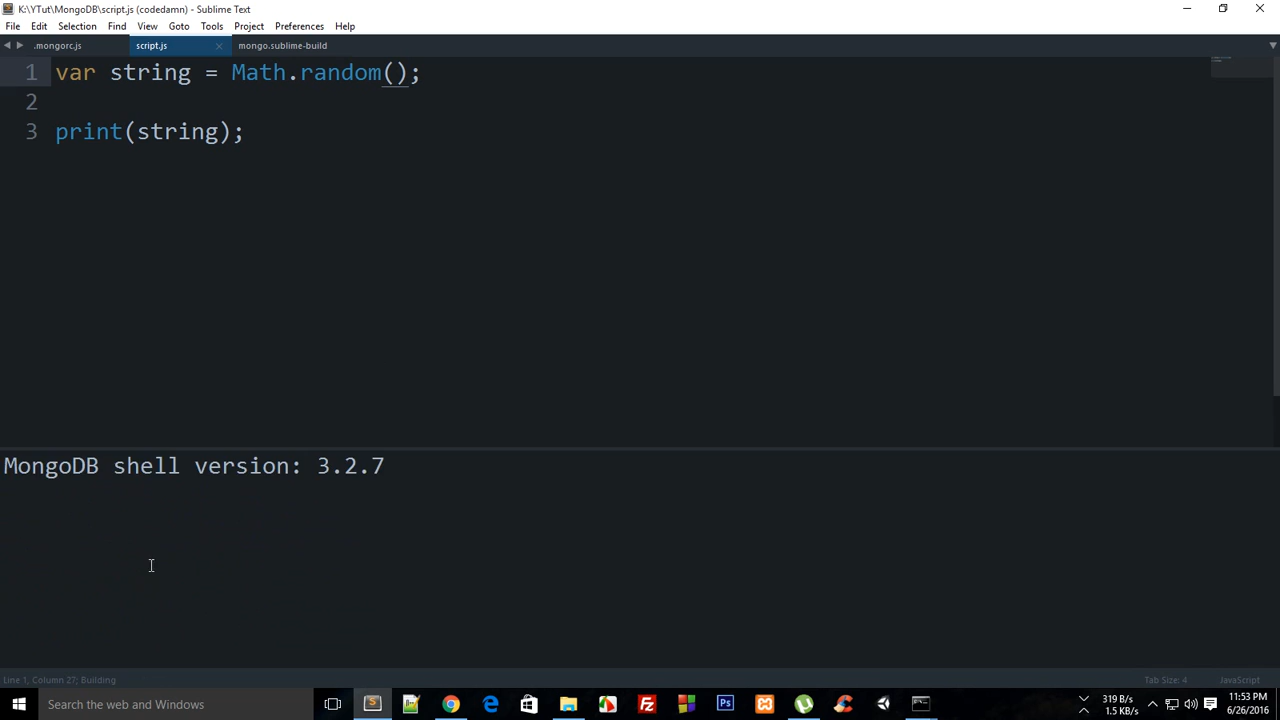 K:\YTut\MongoDB\script.js (codedamn) - Sublime Text
File Edit Selection Find View Goto Tools Project Preferences Help
.mongorc.js script.js mongo.sublime-build
1 var string = Math.random();
2
3 print(string);
MongoDB shell version: 3.2.7
Line 1, Column 27; Building Tab Size: 4 JavaScript
Search the web and Windows
319 B/s
1.5 KB/s
11:53 PM
6/26/2016